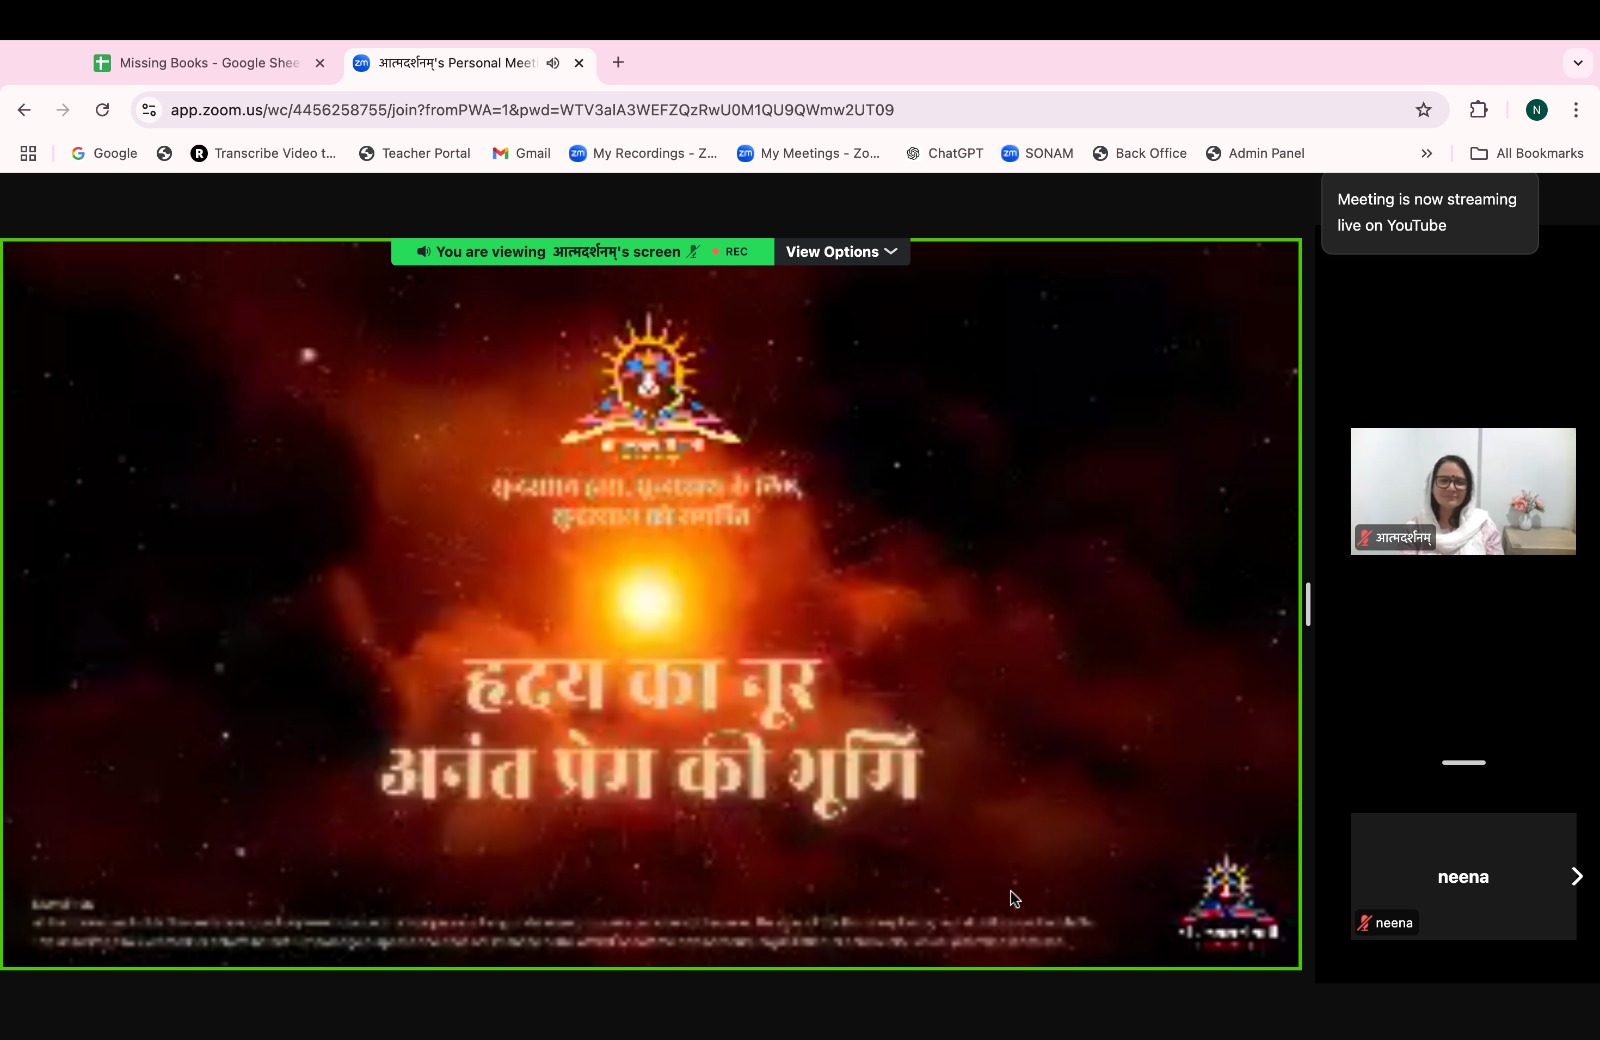 Missing Books - Google Shee
आत्मदर्शनम्'s Personal Meet
app.zoom.us/wc/4456258755/join?fromPWA=1&pwd=WTV3alA3WEFZQzRwU0M1QU9QWmw2UT09
N
Google
Transcribe Video t...
Teacher Portal
Gmail
My Recordings - Z...
My Meetings - Zo...
ChatGPT
SONAM
Back Office
Admin Panel
All Bookmarks
Meeting is now streaming
live on YouTube
You are viewing आत्मदर्शनम्'s screen
REC
View Options
हृदय का नूर
अनंत प्रेम की भूमि
आत्मदर्शनम्
neena
neena